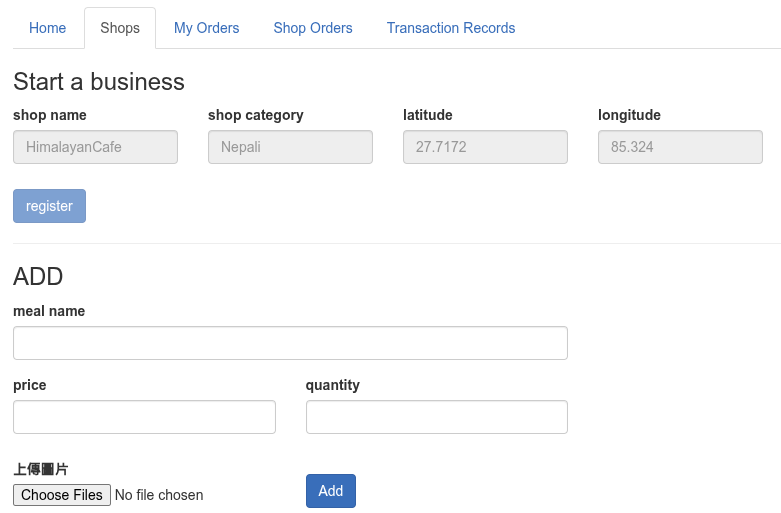 Home Shops My Orders Shop Orders Transaction Records
Start a business
shop name shop category latitude longitude
HimalayanCafe Nepali 27.7172 85.324
register
ADD
meal name
price quantity
上傳圖片
Choose Files No file chosen Add